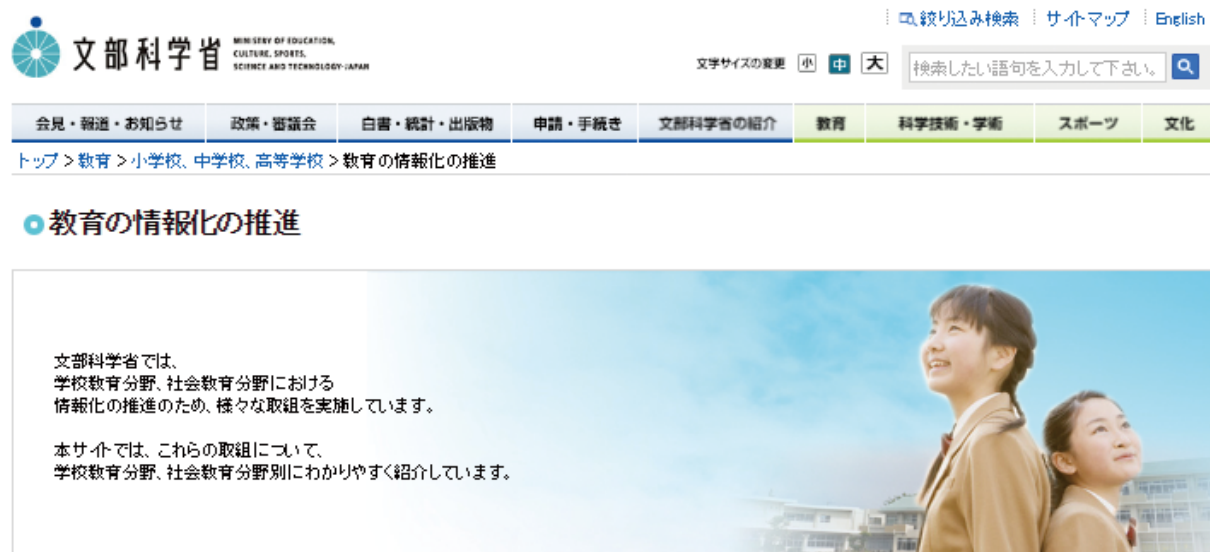 絞り込み検索 サイトマップ English
文部科学省 MINISTRY OF EDUCATION,
CULTURE, SPORTS,
SCIENCE AND TECHNOLOGY-JAPAN
文字サイズの変更 小 中 大 検索したい語句を入力して下さい。
会見・報道・お知らせ 政策・審議会 白書・統計・出版物 申請・手続き 文部科学省の紹介 教育 科学技術・学術 スポーツ 文化
トップ > 教育 > 小学校、中学校、高等学校 > 教育の情報化の推進
教育の情報化の推進
文部科学省では、
学校教育分野、社会教育分野における
情報化の推進のため、様々な取組を実施しています。
本サイトでは、これらの取組について、
学校教育分野、社会教育分野別にわかりやすく紹介しています。